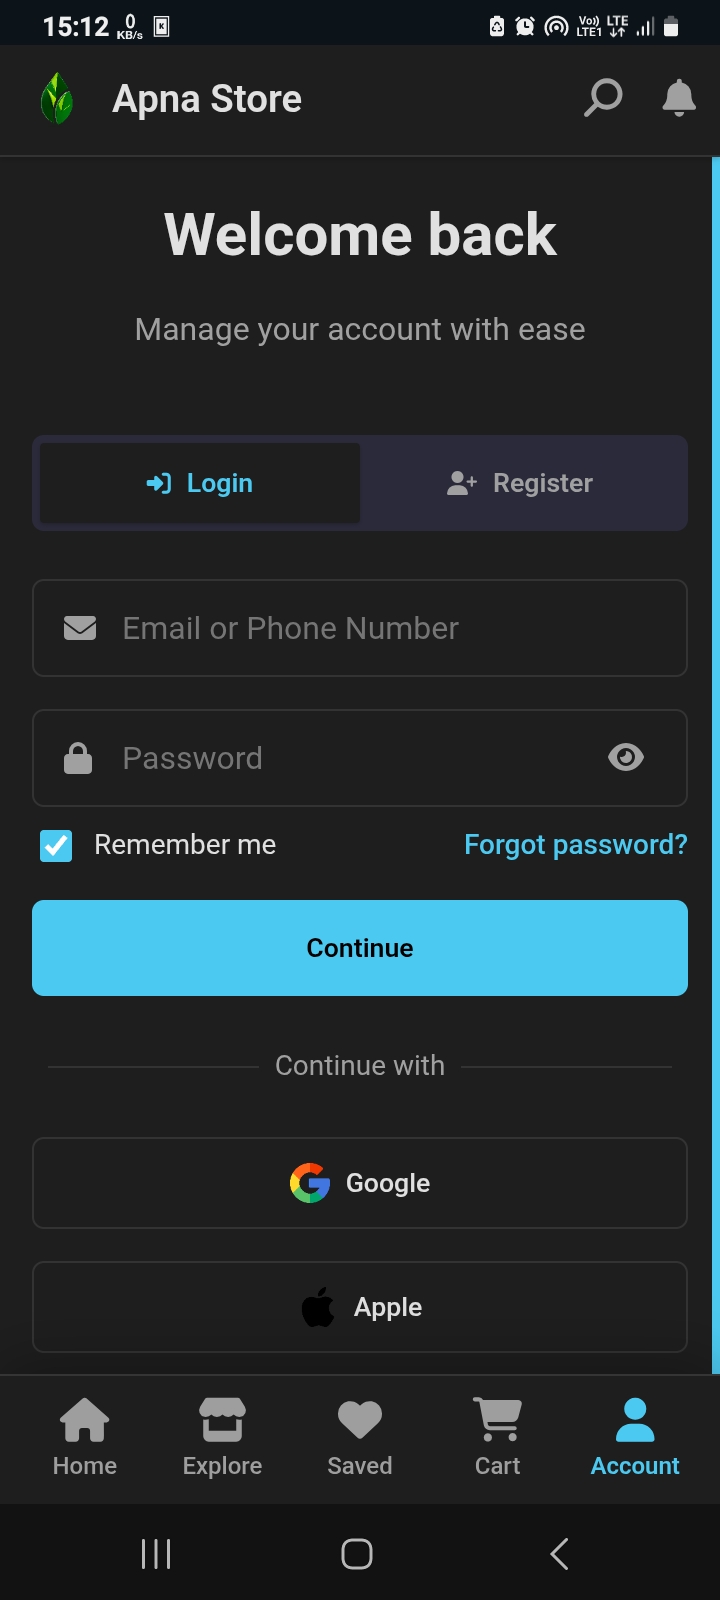 15:12 0 KB/s K Vo)) LTE1 LTE
Apna Store
Welcome back
Manage your account with ease
Login Register
Email or Phone Number
Password
Remember me Forgot password?
Continue
Continue with
Google
Apple
Home Explore Saved Cart Account